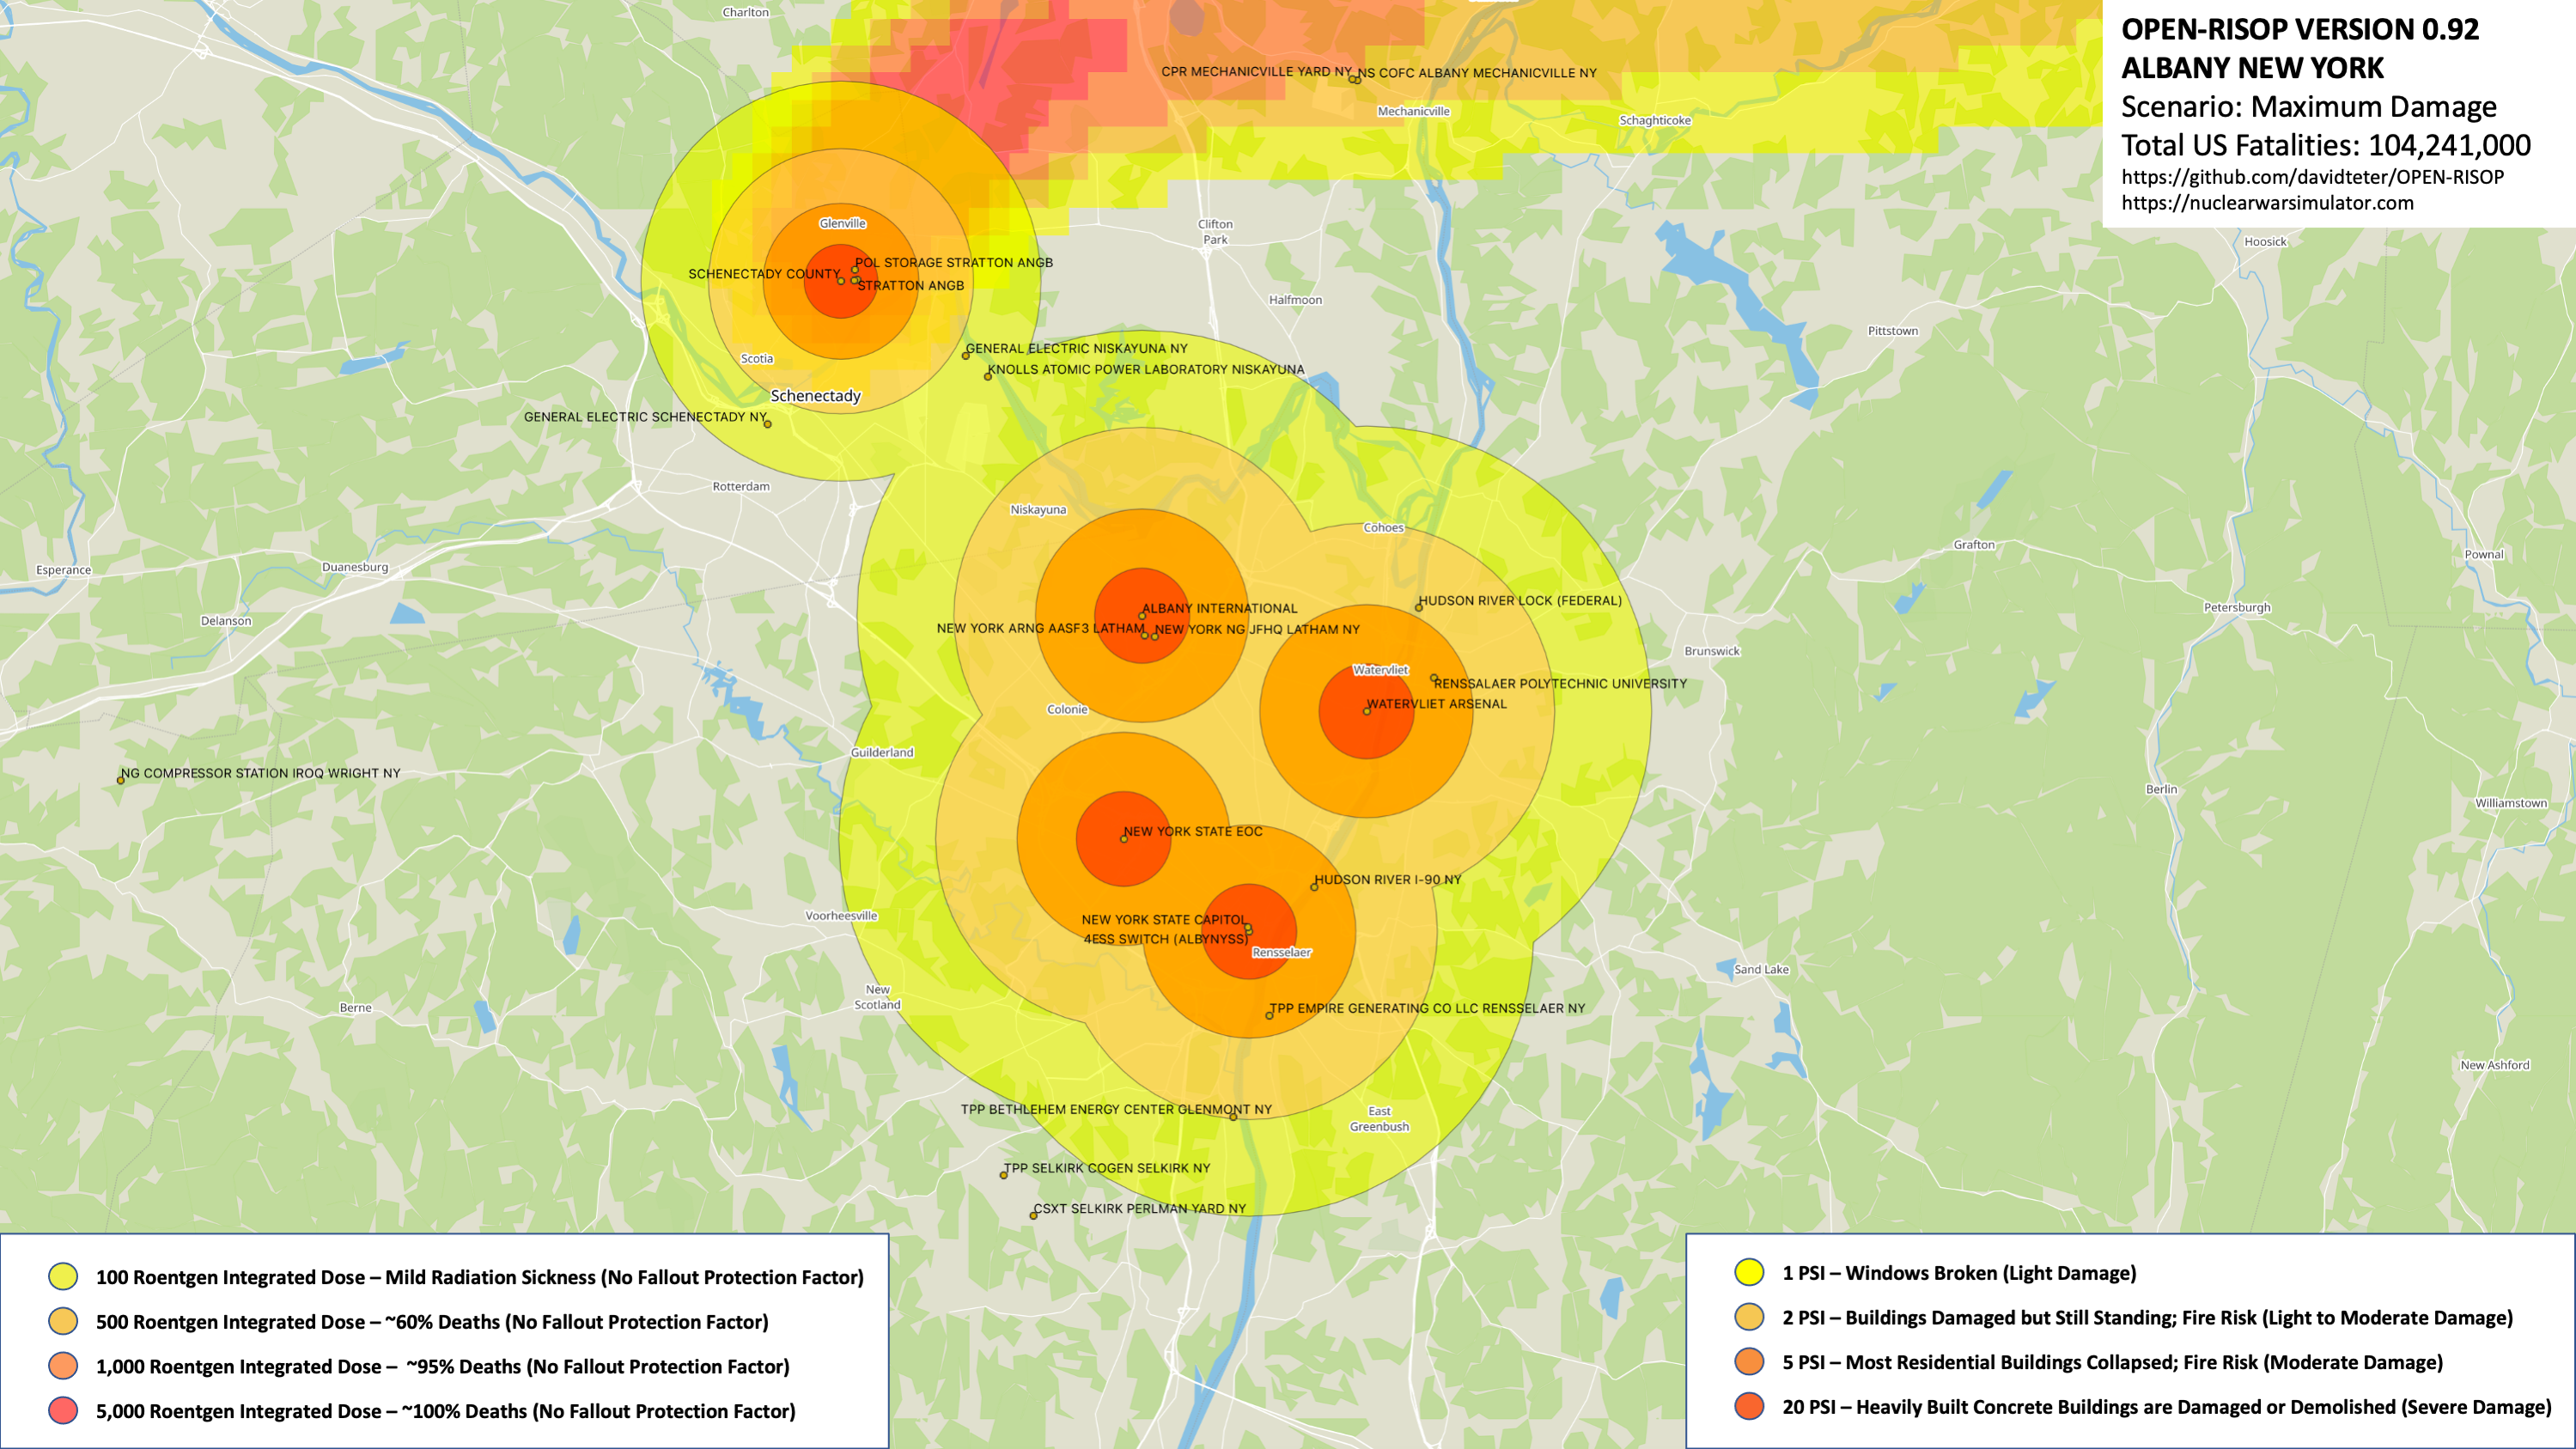 OPEN-RISOP VERSION 0.92
ALBANY NEW YORK
Scenario: Maximum Damage
Total US Fatalities: 104,241,000
https://github.com/davidteter/OPEN-RISOP
https://nuclearwarsimulator.com
Charlton
CPR MECHANICVILLE YARD NY
NS COFC ALBANY MECHANICVILLE NY
Mechanicville
Schaghticoke
Glenville
Clifton
Park
Hoosick
POL STORAGE STRATTON ANGB
SCHENECTADY COUNTY
STRATTON ANGB
Halfmoon
Pittstown
GENERAL ELECTRIC NISKAYUNA NY
Scotia
KNOLLS ATOMIC POWER LABORATORY NISKAYUNA
Schenectady
GENERAL ELECTRIC SCHENECTADY NY
Rotterdam
Niskayuna
Cohoes
Grafton
Pownal
Esperance
Duanesburg
HUDSON RIVER LOCK (FEDERAL)
ALBANY INTERNATIONAL
Petersburgh
Delanson
NEW YORK ARNG AASF3 LATHAM
NEW YORK NG JFHQ LATHAM NY
Brunswick
Watervliet
RENSSALAER POLYTECHNIC UNIVERSITY
WATERVLIET ARSENAL
Colonie
Guilderland
NG COMPRESSOR STATION IROQ WRIGHT NY
Berlin
Williamstown
NEW YORK STATE EOC
HUDSON RIVER I-90 NY
Voorheesville
NEW YORK STATE CAPITOL
4ESS SWITCH (ALBYNYSS)
Rensselaer
Sand Lake
New
Scotland
Berne
TPP EMPIRE GENERATING CO LLC RENSSELAER NY
New Ashford
TPP BETHLEHEM ENERGY CENTER GLENMONT NY
East
Greenbush
TPP SELKIRK COGEN SELKIRK NY
CSXT SELKIRK PERLMAN YARD NY
100 Roentgen Integrated Dose – Mild Radiation Sickness (No Fallout Protection Factor)
500 Roentgen Integrated Dose – ~60% Deaths (No Fallout Protection Factor)
1,000 Roentgen Integrated Dose – ~95% Deaths (No Fallout Protection Factor)
5,000 Roentgen Integrated Dose – ~100% Deaths (No Fallout Protection Factor)
1 PSI – Windows Broken (Light Damage)
2 PSI – Buildings Damaged but Still Standing; Fire Risk (Light to Moderate Damage)
5 PSI – Most Residential Buildings Collapsed; Fire Risk (Moderate Damage)
20 PSI – Heavily Built Concrete Buildings are Damaged or Demolished (Severe Damage)